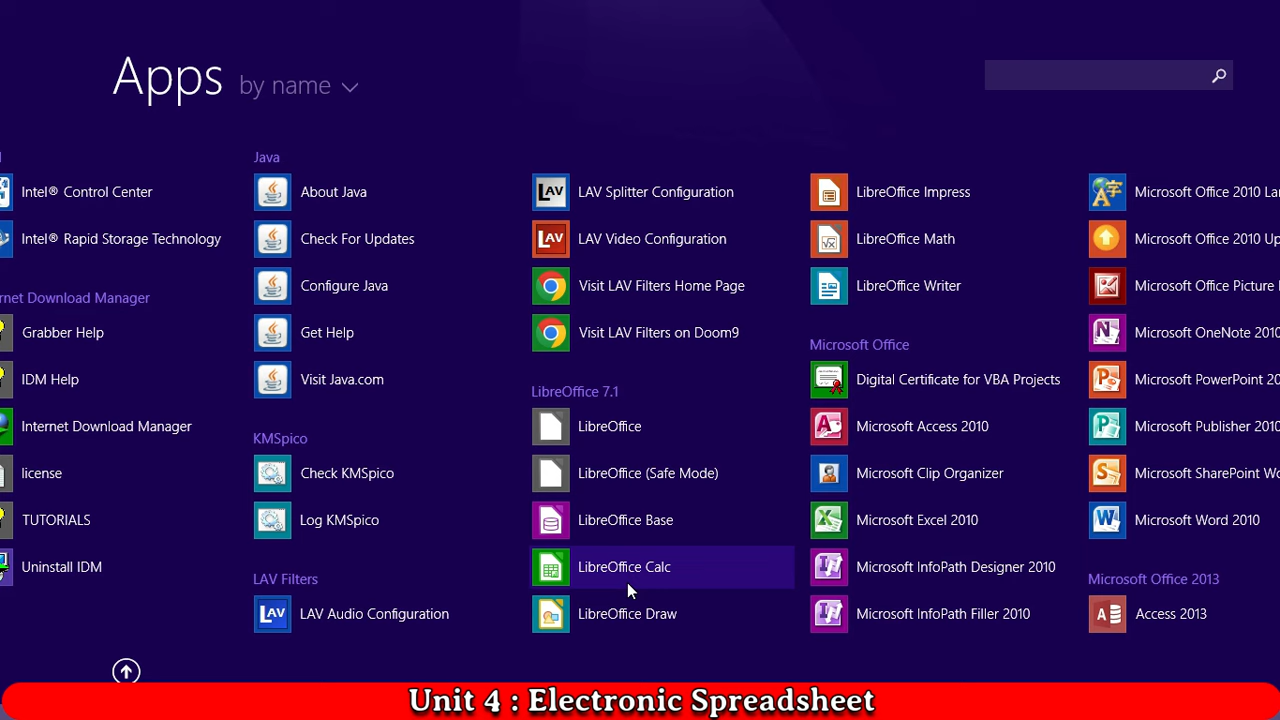 Apps by name
Intel® Control Center
Intel® Rapid Storage Technology
rnet Download Manager
Grabber Help
IDM Help
Internet Download Manager
license
TUTORIALS
Uninstall IDM
Java
About Java
Check For Updates
Configure Java
Get Help
Visit Java.com
KMSpico
Check KMSpico
Log KMSpico
LAV Filters
LAV LAV Audio Configuration
LAV LAV Splitter Configuration
LAV LAV Video Configuration
Visit LAV Filters Home Page
Visit LAV Filters on Doom9
LibreOffice 7.1
LibreOffice
LibreOffice (Safe Mode)
LibreOffice Base
LibreOffice Calc
LibreOffice Draw
LibreOffice Impress
LibreOffice Math
LibreOffice Writer
Microsoft Office
Digital Certificate for VBA Projects
Microsoft Access 2010
Microsoft Clip Organizer
Microsoft Excel 2010
Microsoft InfoPath Designer 2010
Microsoft InfoPath Filler 2010
Microsoft Office 2010 La
Microsoft Office 2010 Up
Microsoft Office Picture
Microsoft OneNote 2010
Microsoft PowerPoint 20
Microsoft Publisher 2010
Microsoft SharePoint Wo
Microsoft Word 2010
Microsoft Office 2013
Access 2013
Unit 4 : Electronic Spreadsheet